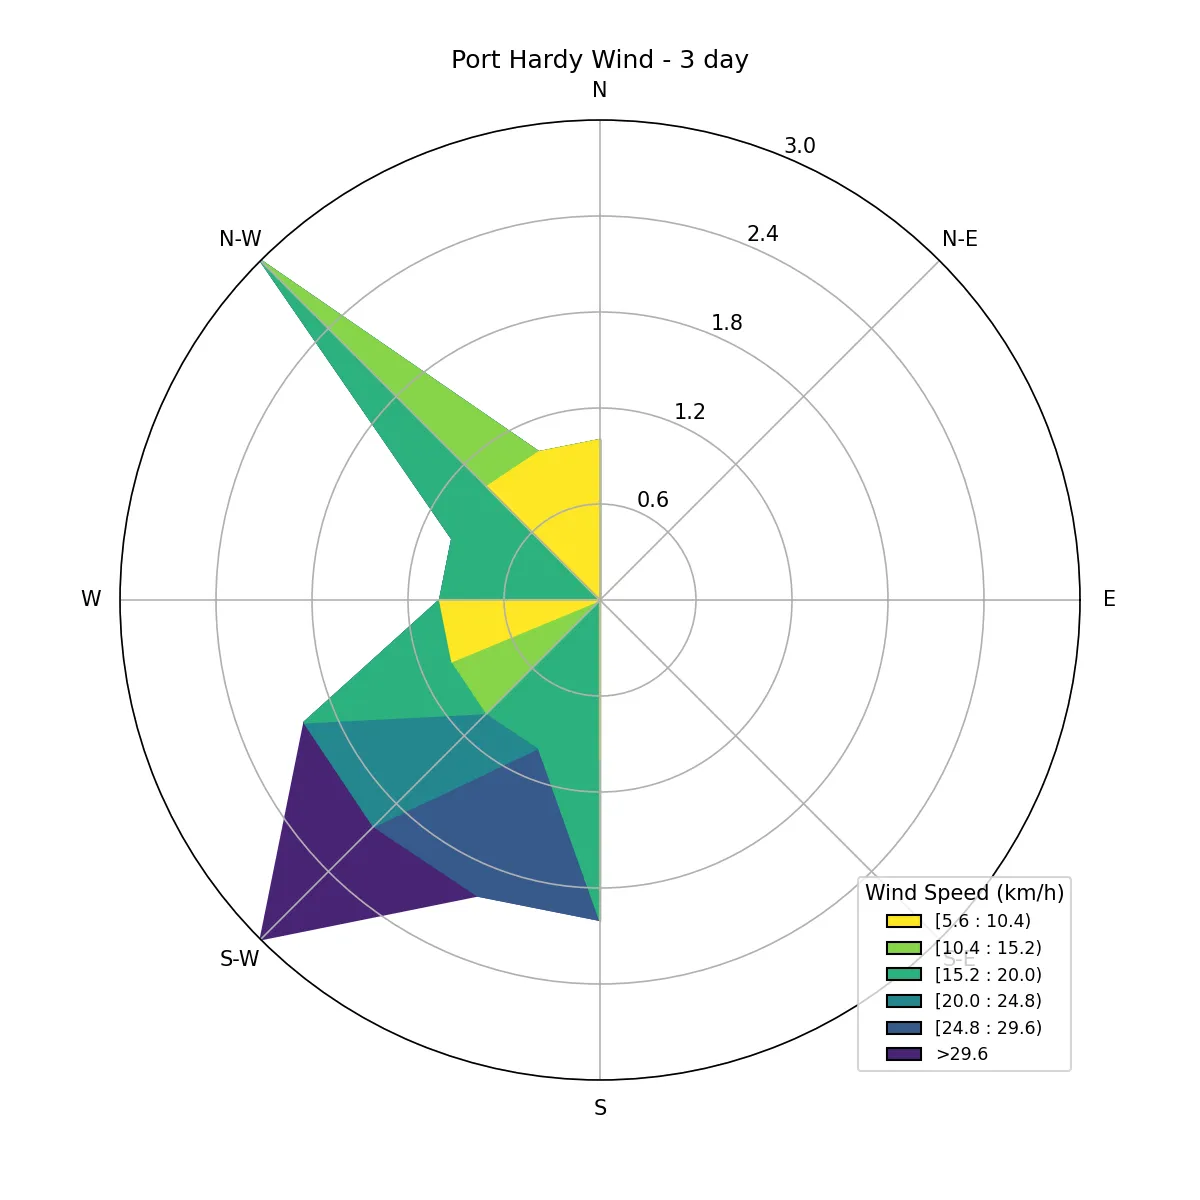 Port Hardy Wind - 3 day
N
3.0
2.4
N-W
N-E
1.8
1.2
0.6
W
E
Wind Speed (km/h)
[5.6 : 10.4)
[10.4 : 15.2)
S-W
S-E
[15.2 : 20.0)
[20.0 : 24.8)
[24.8 : 29.6)
>29.6
S